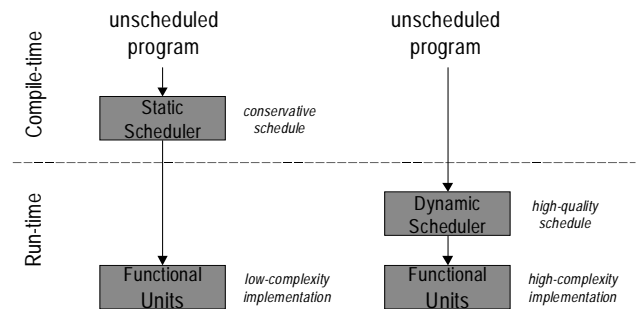 unscheduled
program
unscheduled
program
Compile-time
Static
Scheduler
conservative
schedule
Run-time
Dynamic
Scheduler
high-quality
schedule
Functional
Units
low-complexity
implementation
Functional
Units
high-complexity
implementation